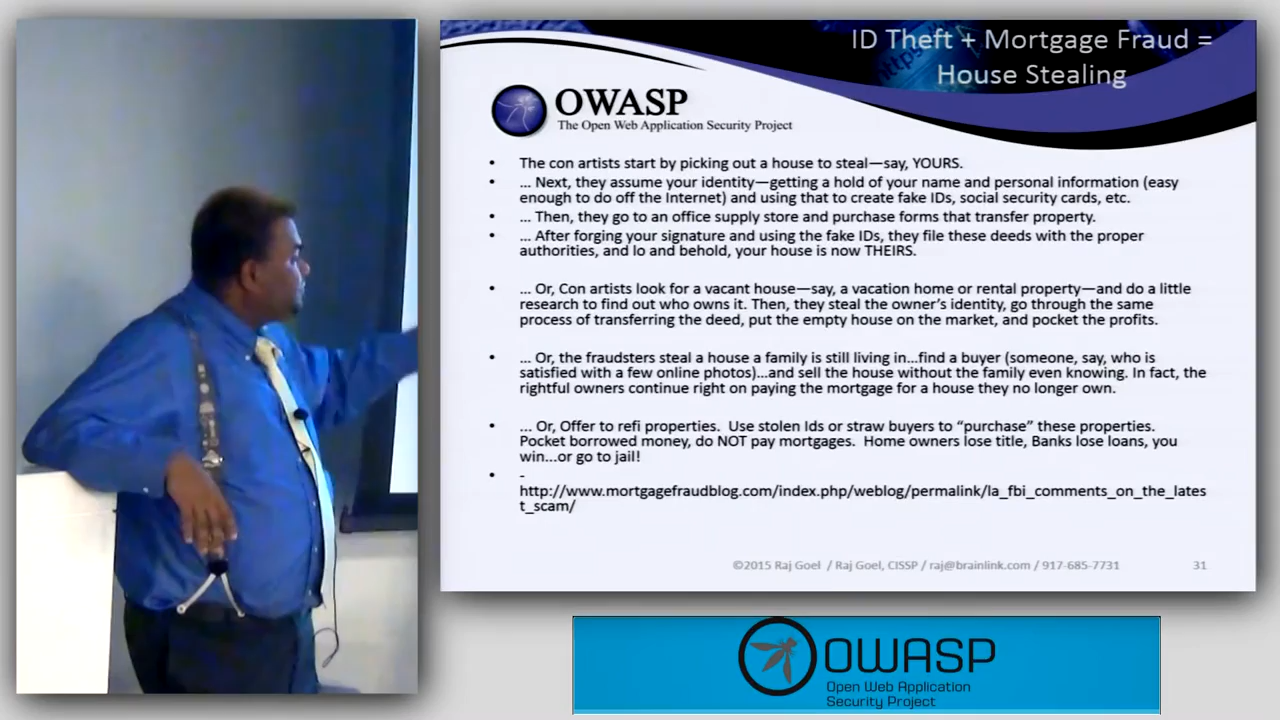 ID Theft + Mortgage Fraud =
House Stealing
OWASP
The Open Web Application Security Project
• The con artists start by picking out a house to steal—say, YOURS.
• ... Next, they assume your identity—getting a hold of your name and personal information (easy
enough to do off the Internet) and using that to create fake IDs, social security cards, etc.
• ... Then, they go to an office supply store and purchase forms that transfer property.
• ... After forging your signature and using the fake IDs, they file these deeds with the proper
authorities, and lo and behold, your house is now THEIRS.
• ... Or, Con artists look for a vacant house—say, a vacation home or rental property—and do a little
research to find out who owns it. Then, they steal the owner's identity, go through the same
process of transferring the deed, put the empty house on the market, and pocket the profits.
• ... Or, the fraudsters steal a house a family is still living in...find a buyer (someone, say, who is
satisfied with a few online photos)...and sell the house without the family even knowing. In fact, the
rightful owners continue right on paying the mortgage for a house they no longer own.
• ... Or, Offer to refi properties. Use stolen Ids or straw buyers to “purchase” these properties.
Pocket borrowed money, do NOT pay mortgages. Home owners lose title, Banks lose loans, you
win...or go to jail!
• -
http://www.mortgagefraudblog.com/index.php/weblog/permalink/la_fbi_comments_on_the_lates
t_scam/
©2015 Raj Goel / Raj Goel, CISSP / raj@brainlink.com / 917-685-7731 31
OWASP
Open Web Application
Security Project